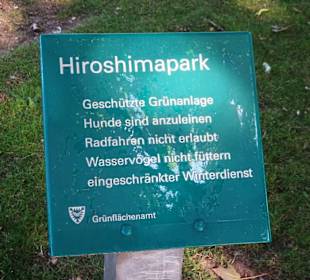 Hiroshimapark
Geschützte Grünanlage
Hunde sind anzuleinen
Radfahren nicht erlaubt
Wasservögel nicht füttern
eingeschränkter Winterdienst
Grünflächenamt